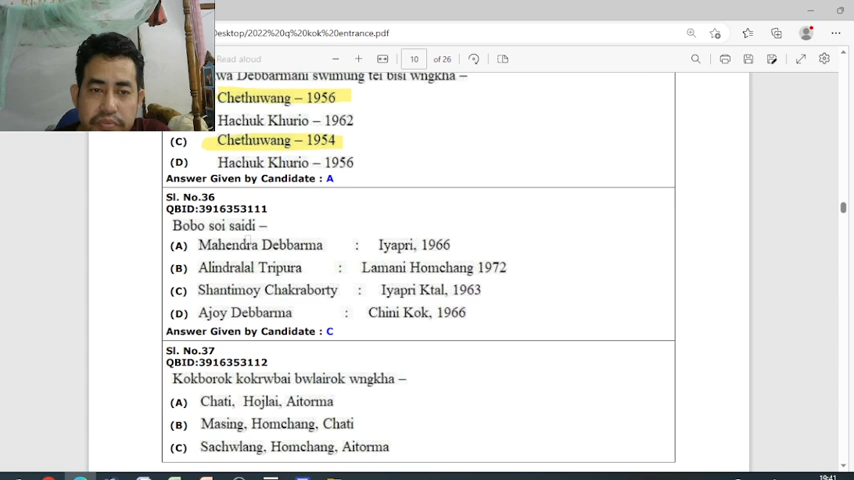 Desktop/2022%20q%20kok%20entrance.pdf
Read aloud
10 of 26
wa Debbarmani swimung tei bisi wngkha –
Chethuwang – 1956
Hachuk Khurio – 1962
(C) Chethuwang – 1954
(D) Hachuk Khurio – 1956
Answer Given by Candidate : A
Sl. No.36
QBID:3916353111
Bobo soi saidi –
(A) Mahendra Debbarma : Iyapri, 1966
(B) Alindralal Tripura : Lamani Homchang 1972
(C) Shantimoy Chakraborty : Iyapri Ktal, 1963
(D) Ajoy Debbarma : Chini Kok, 1966
Answer Given by Candidate : C
Sl. No.37
QBID:3916353112
Kokborok kokrwbai bwlairok wngkha –
(A) Chati, Hojlai, Aitorma
(B) Masing, Homchang, Chati
(C) Sachwlang, Homchang, Aitorma
19:41